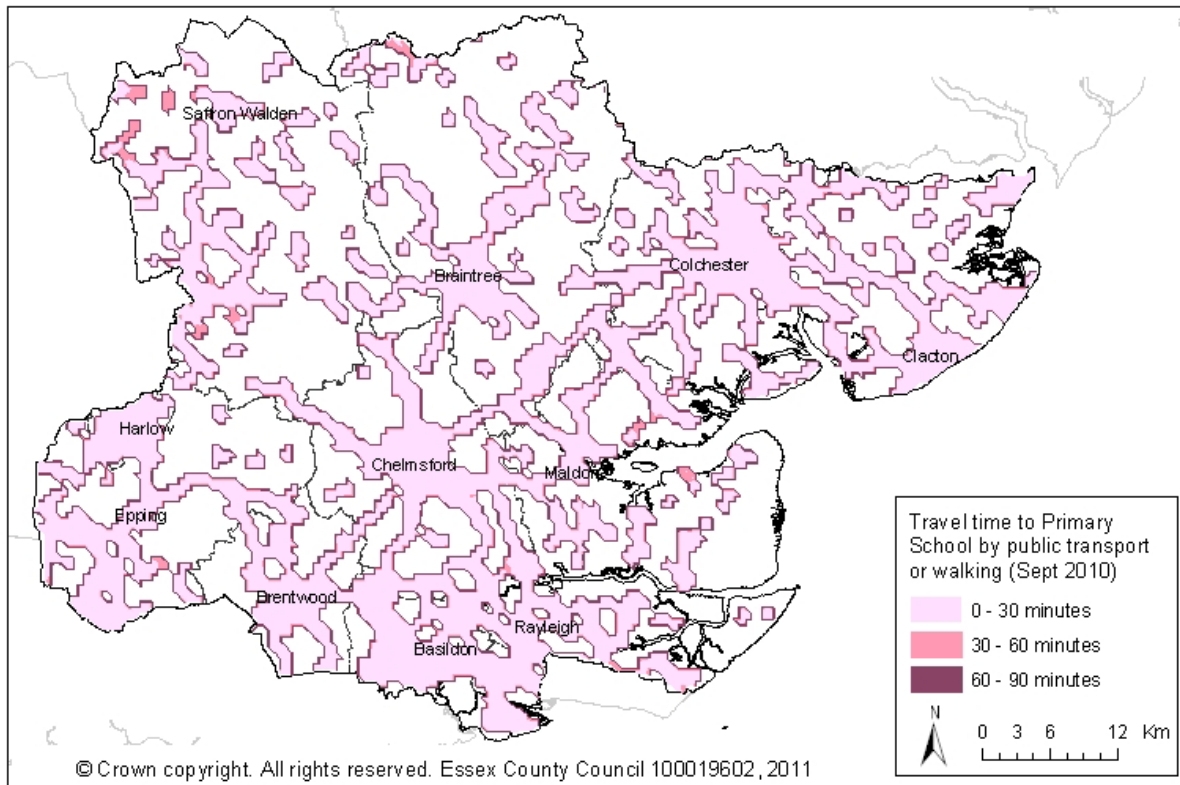 Saffron Walden
Braintree
Colchester
Clacton
Harlow
Chelmsford
Maldon
Epping
Brentwood
Rayleigh
Basildon
Travel time to Primary
School by public transport
or walking (Sept 2010)
0 - 30 minutes
30 - 60 minutes
60 - 90 minutes
N
0 3 6 12 Km
© Crown copyright. All rights reserved. Essex County Council 100019602, 2011